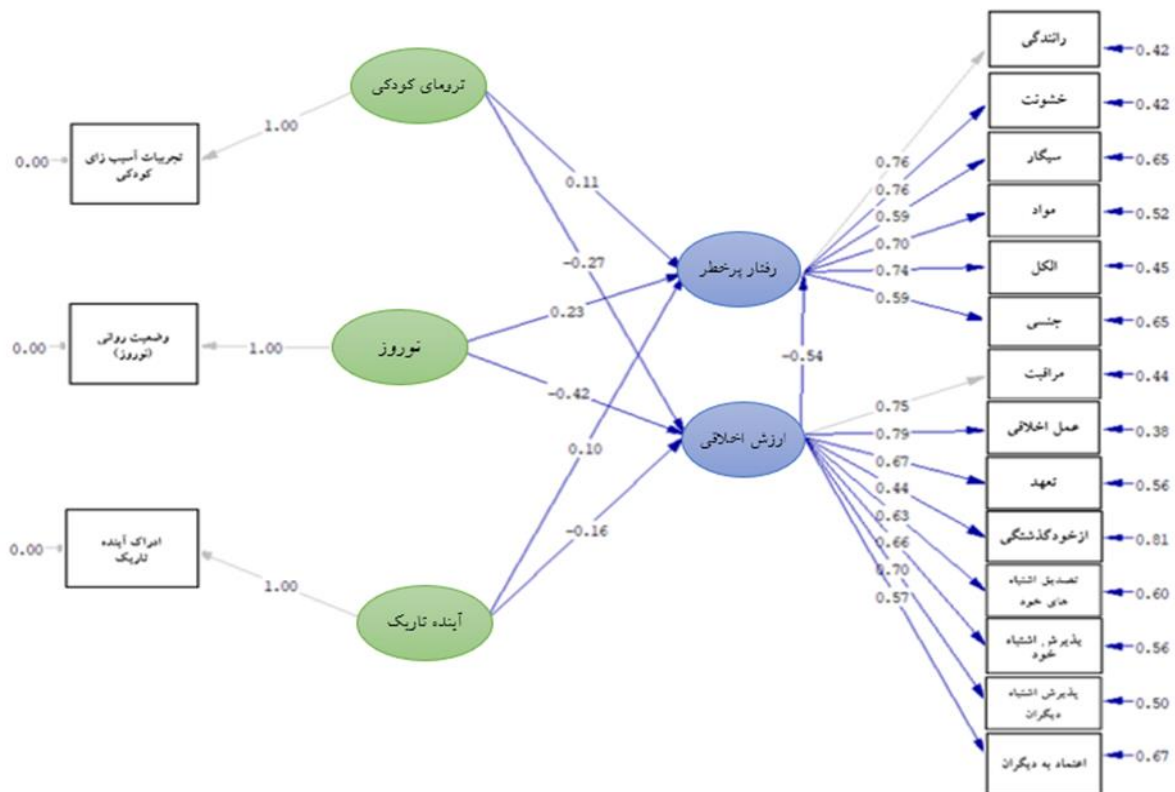 ترومای کودکی
نوروز
آینده تاریک
تجربیات آسیب زای
کودکی
وضعیت روانی
(نوروز)
ادراک آینده
تاریک
0.00
0.00
0.00
1.00
1.00
1.00
0.11
-0.27
0.23
-0.42
0.10
-0.16
رفتار پرخطر
ارزش اخلاقی
-0.54
0.76
0.76
0.59
0.70
0.74
0.59
0.75
0.79
0.67
0.44
0.63
0.66
0.70
0.57
رانندگی
0.42
خشونت
0.42
سیگار
0.65
مواد
0.52
الکل
0.45
جنسی
0.65
مراقبت
0.44
عمل اخلاقی
0.38
تعهد
0.56
ازخودگذشتگی
0.81
تصدیق اشتباه
های خود
0.60
پذیرش اشتباه
خود
0.56
پذیرش اشتباه
دیگران
0.50
اعتماد به دیگران
0.67